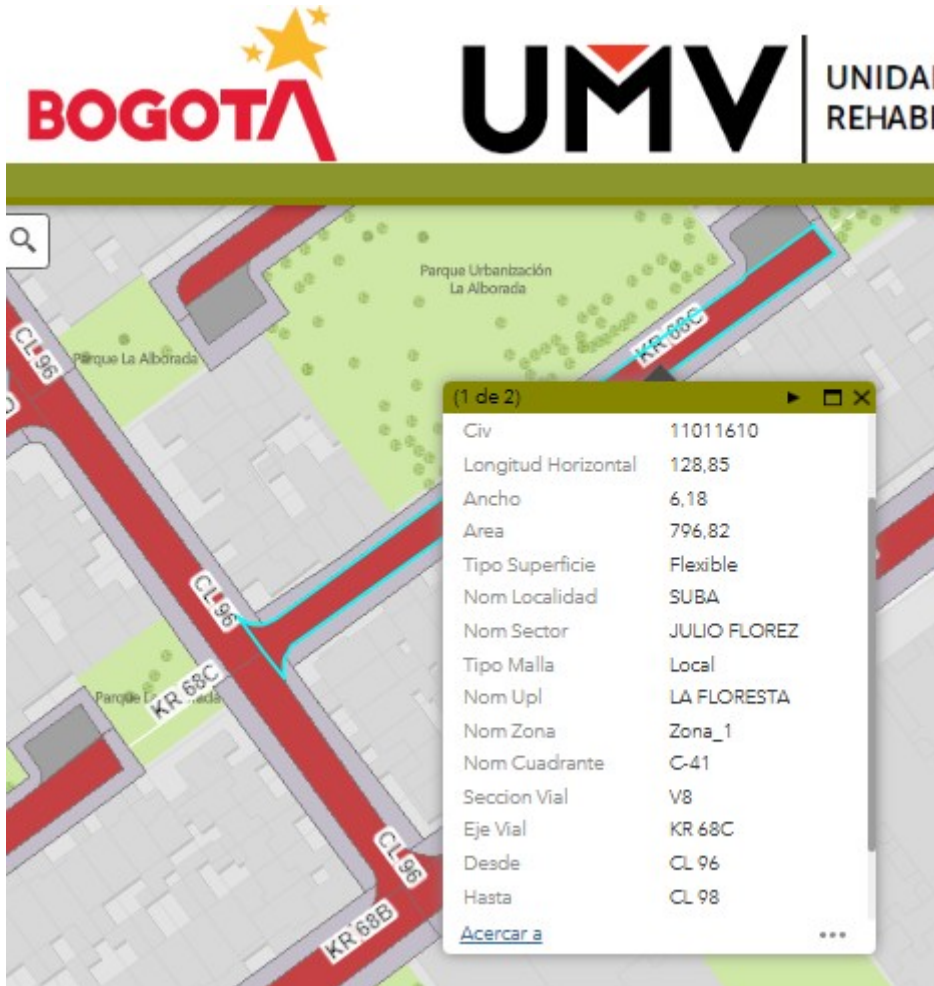 BOGOTÁ
UMV
UNIDA
REHABI
Parque Urbanización
La Alborada
CL 96
Parque La Alborada
KR 68C
(1 de 2)
Civ 11011610
Longitud Horizontal 128,85
Ancho 6,18
Area 796,82
Tipo Superficie Flexible
Nom Localidad SUBA
Nom Sector JULIO FLOREZ
Tipo Malla Local
Nom Upl LA FLORESTA
Nom Zona Zona_1
Nom Cuadrante C-41
Seccion Vial V8
Eje Vial KR 68C
Desde CL 96
Hasta CL 98
Acercar a
CL 96
KR 68C
Parque
CL 96
KR 68B